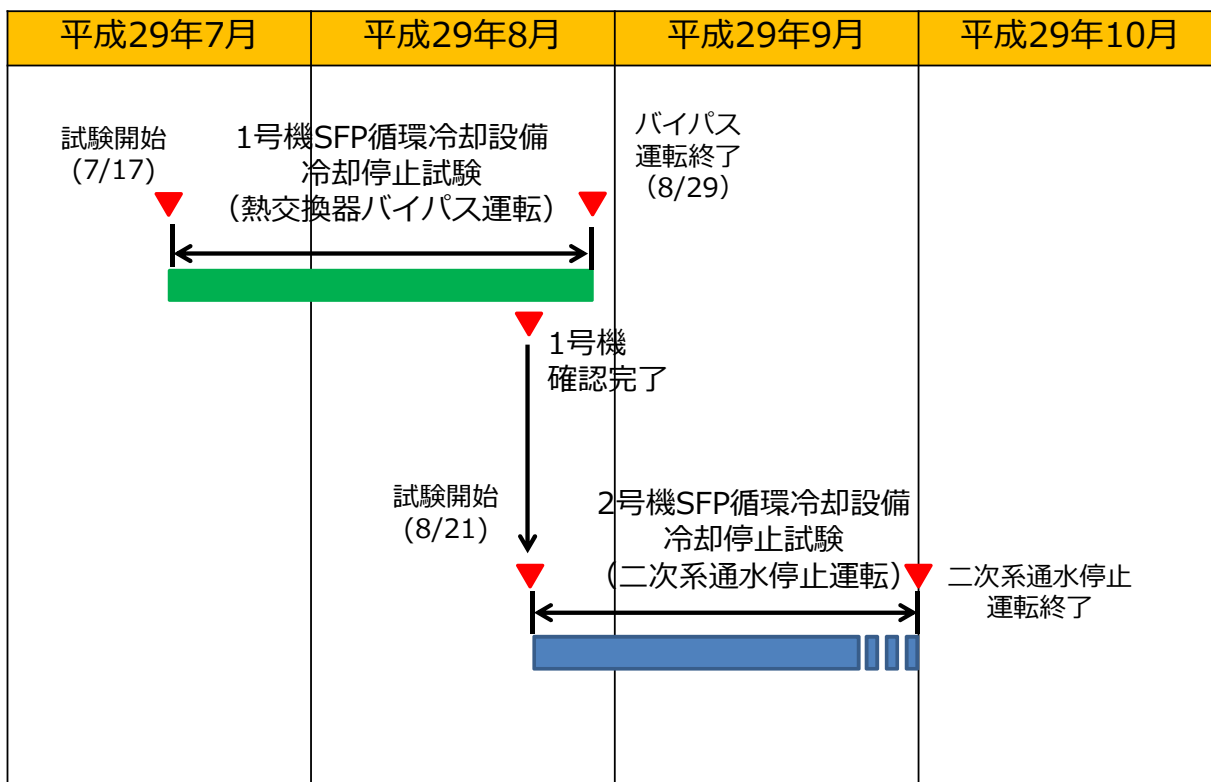 平成29年7月
平成29年8月
平成29年9月
平成29年10月
試験開始
(7/17)
1号機SFP循環冷却設備
冷却停止試験
（熱交換器バイパス運転）
バイパス
運転終了
（8/29）
1号機
確認完了
試験開始
(8/21)
2号機SFP循環冷却設備
冷却停止試験
（二次系通水停止運転）
二次系通水停止
運転終了